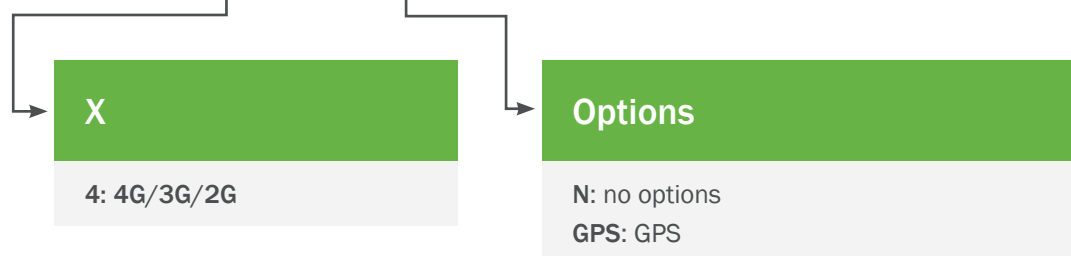 X
4: 4G/3G/2G
Options
N: no options
GPS: GPS